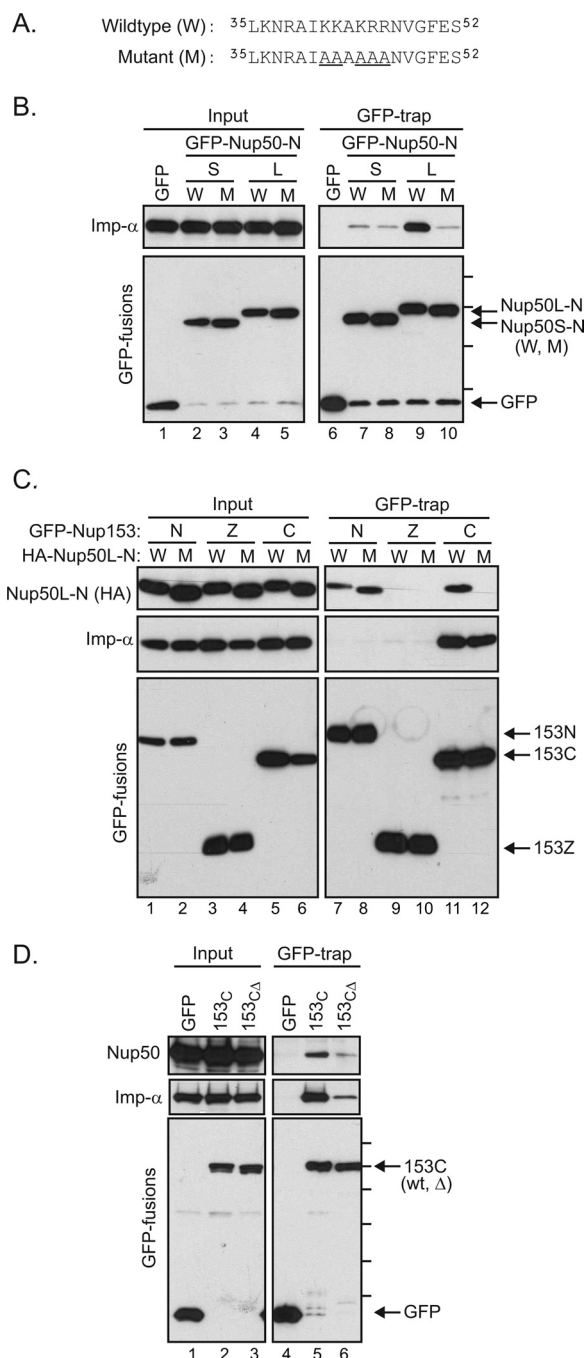 A.
Wildtype (W): ³⁵LKNRAIKKAKRRNVGFES⁵²
Mutant (M): ³⁵LKNRAIAAAAAANVGFES⁵²
B.
Input GFP-trap
GFP-Nup50-N GFP-Nup50-N
GFP S L GFP S L
W M W M W M W M
Imp-α
GFP-fusions
Nup50L-N
Nup50S-N
(W, M)
GFP
1 2 3 4 5 6 7 8 9 10
C.
Input GFP-trap
GFP-Nup153: N Z C N Z C
HA-Nup50L-N: W M W M W M W M W M W M
Nup50L-N (HA)
Imp-α
GFP-fusions
153N
153C
153Z
1 2 3 4 5 6 7 8 9 10 11 12
D.
Input GFP-trap
GFP 153C 153CΔ GFP 153C 153CΔ
Nup50
Imp-α
GFP-fusions
153C
(wt, Δ)
GFP
1 2 3 4 5 6